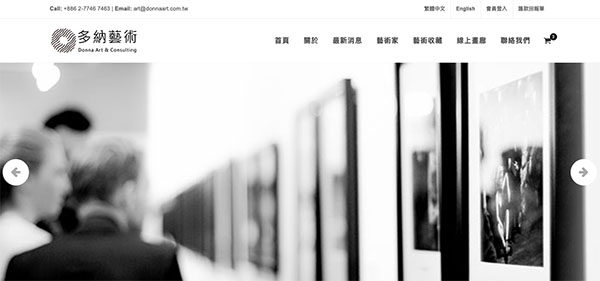 Call: +886 2-7746 7463 | Email: art@donnaart.com.tw
繁體中文 English 會員登入 匯款回報單
多納藝術
Donna Art & Consulting
首頁 關於 最新消息 藝術家 藝術收藏 線上畫廊 聯絡我們 0